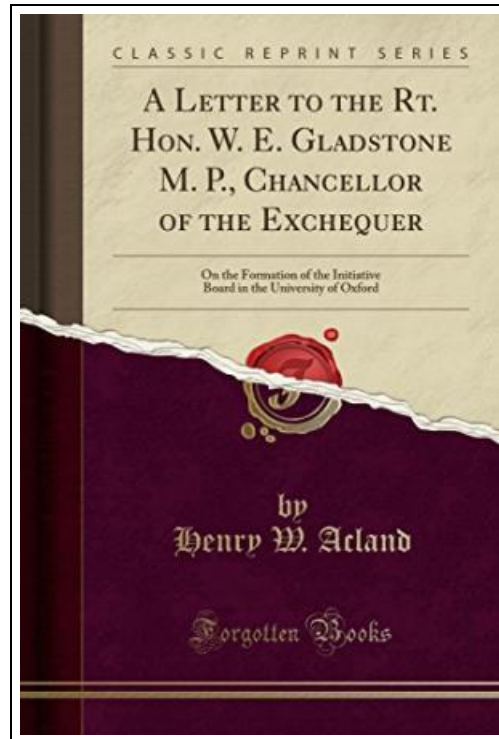 CLASSIC REPRINT SERIES
A LETTER TO THE RT.
HON. W. E. GLADSTONE
M. P., CHANCELLOR
OF THE EXCHEQUER
On the Formation of the Initiative
Board in the University of Oxford
by
Henry W. Acland
Forgotten Books